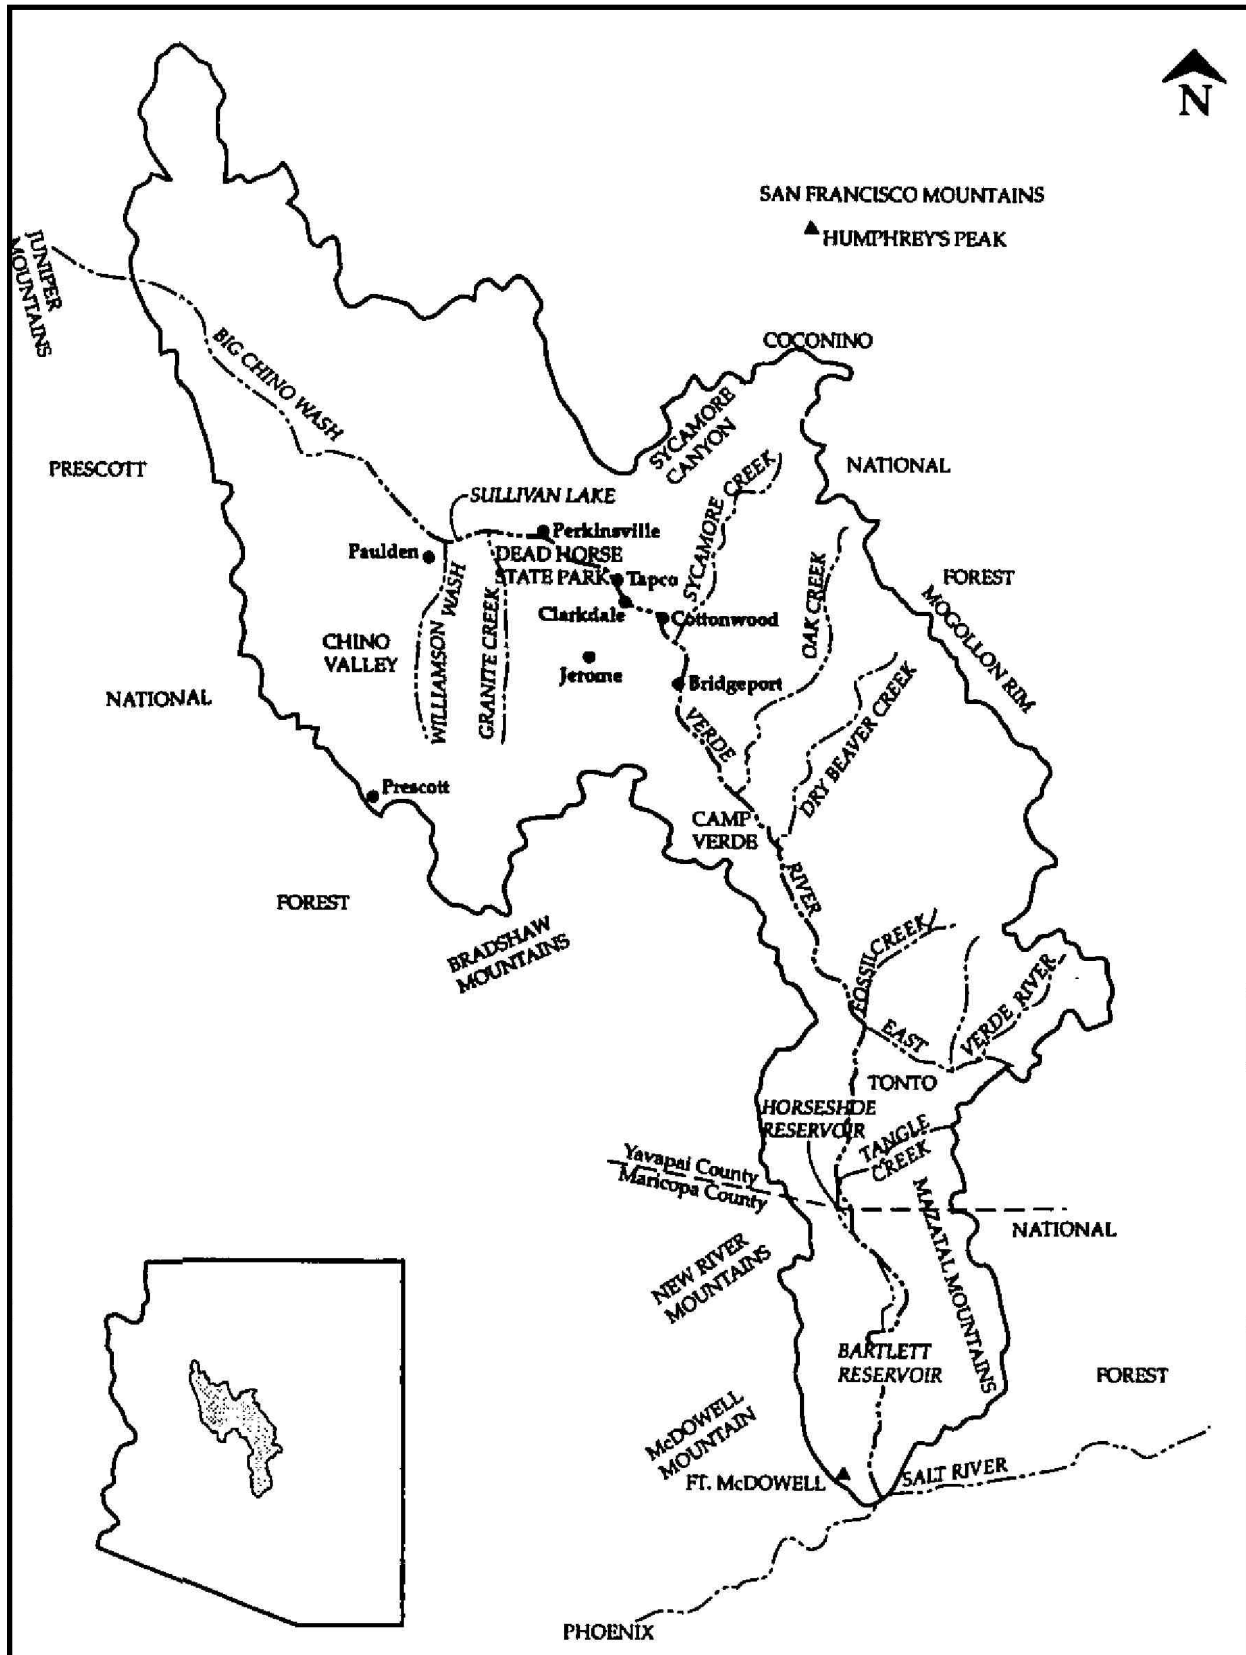 N
SAN FRANCISCO MOUNTAINS
HUMPHREY'S PEAK
JUNIPER
MOUNTAINS
COCONINO
BIG CHINO WASH
SYCAMORE
CANYON
PRESCOTT
NATIONAL
SYCAMORE CREEK
SULLIVAN LAKE
Perkinsville
Paulden
DEAD HORSE
STATE PARK
Tapco
FOREST
MOGOLLON RIM
Clarkdale
Cottonwood
OAK CREEK
WILLIAMSON WASH
GRANITE CREEK
CHINO
VALLEY
Jerome
Bridgeport
NATIONAL
VERDE
DRY BEAVER CREEK
Prescott
CAMP
VERDE
RIVER
FOREST
BRADSHAW
MOUNTAINS
FOSSIL CREEK
EAST
VERDE RIVER
TONTO
HORSESHOE
RESERVOIR
TANGLE
CREEK
Yavapai County
Maricopa County
MAZATAL MOUNTAINS
NATIONAL
NEW RIVER
MOUNTAINS
BARTLETT
RESERVOIR
FOREST
McDOWELL
MOUNTAIN
FT. McDOWELL
SALT RIVER
PHOENIX